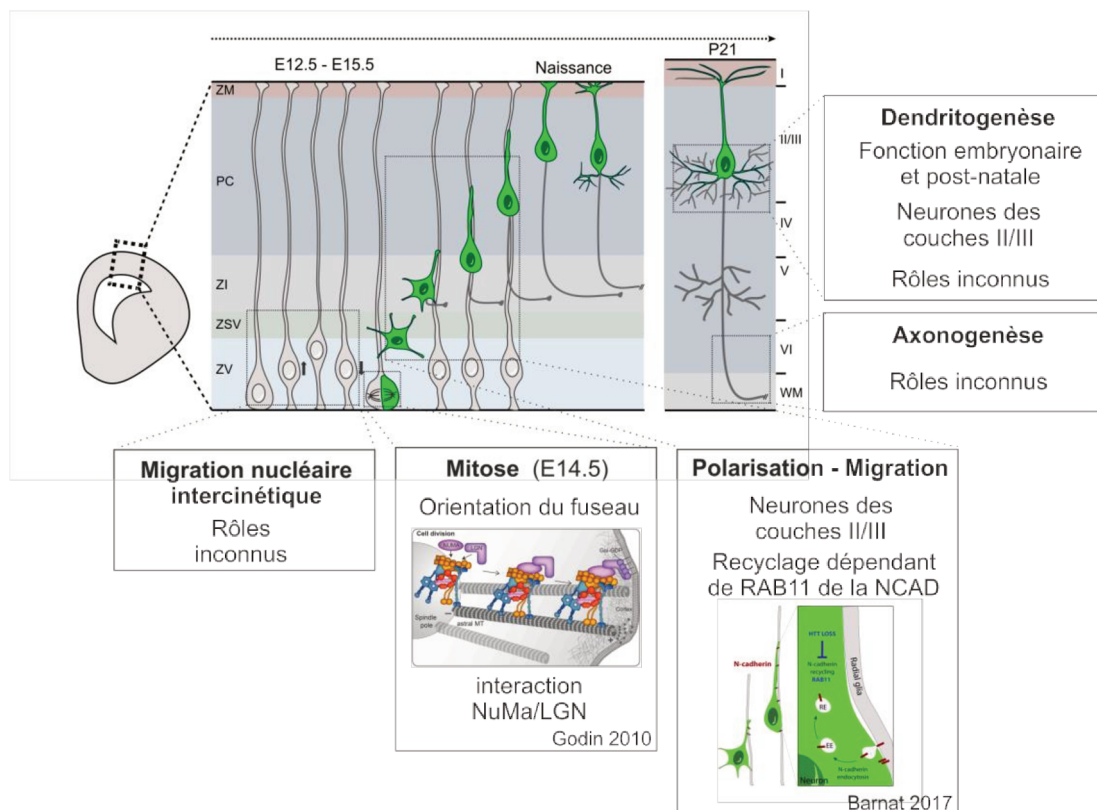 E12.5 - E15.5
Naissance
P21
ZM
PC
ZI
ZSV
ZV
I
II/III
IV
V
VI
WM
Dendritogenèse
Fonction embryonaire
et post-natale
Neurones des
couches II/III
Rôles inconnus
Axonogenèse
Rôles inconnus
Migration nucléaire
intercinétique
Rôles
inconnus
Mitose (E14.5)
Orientation du fuseau
Cell division
Spindle
pole
astral MT
interaction
NuMa/LGN
Godin 2010
Polarisation - Migration
Neurones des
couches II/III
Recyclage dépendant
de RAB11 de la NCAD
N-cadherin
HTT LOSS
N-cadherin
recycling
RAB11
Radial glia
RE
EE
N-cadherin
endocytosis
Neuron
Barnat 2017